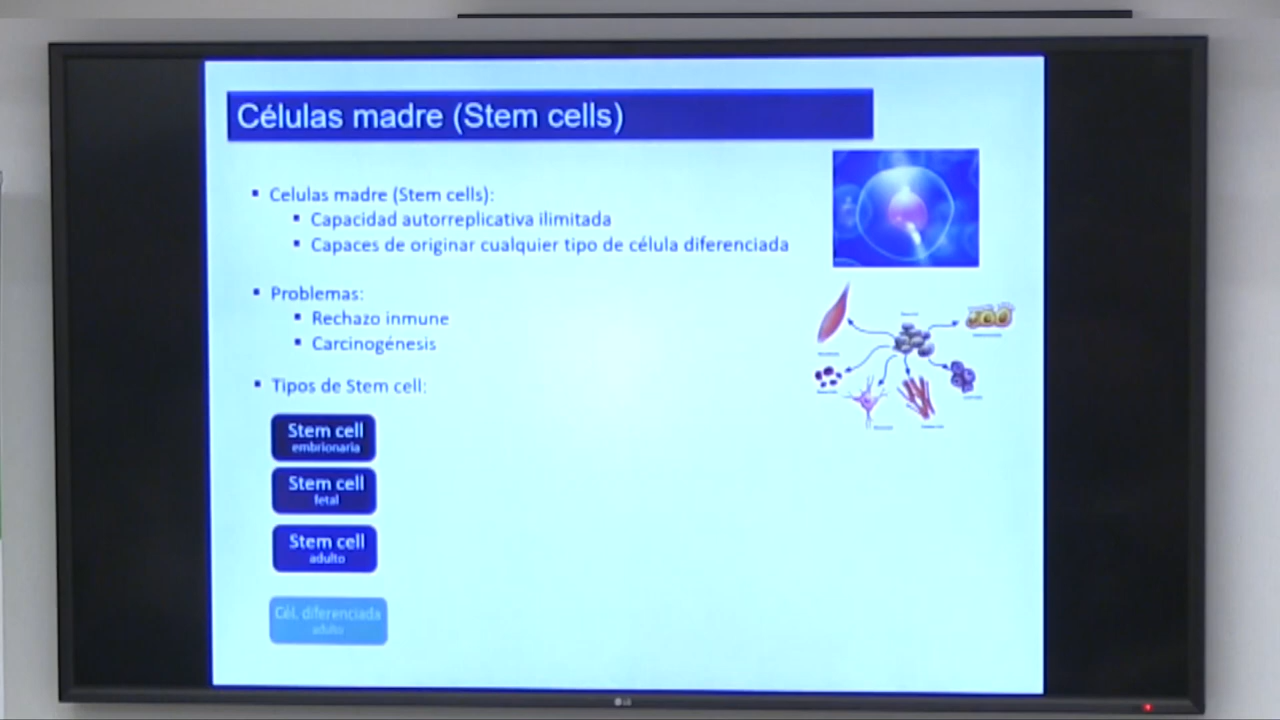 Células madre (Stem cells)
Celulas madre (Stem cells):
Capacidad autorreplicativa ilimitada
Capaces de originar cualquier tipo de célula diferenciada
Problemas:
Rechazo inmune
Carcinogénesis
Tipos de Stem cell:
Stem cell
embrionaria
Stem cell
fetal
Stem cell
adulto
Cél. diferenciada
adulto
LG